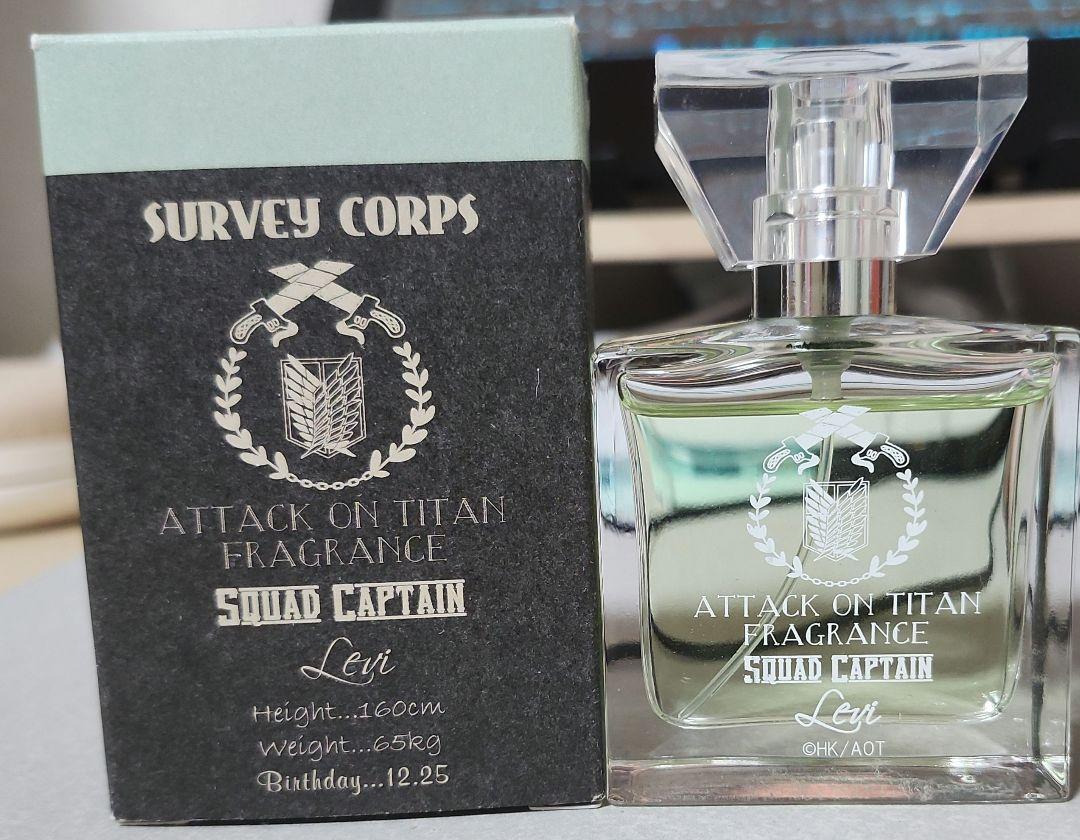 SURVEY CORPS
ATTACK ON TITAN
FRAGRANCE
SQUAD CAPTAIN
Levi
Height...160cm
Weight...65kg
Birthday...12.25
ATTACK ON TITAN
FRAGRANCE
SQUAD CAPTAIN
Levi
©HK/AOT